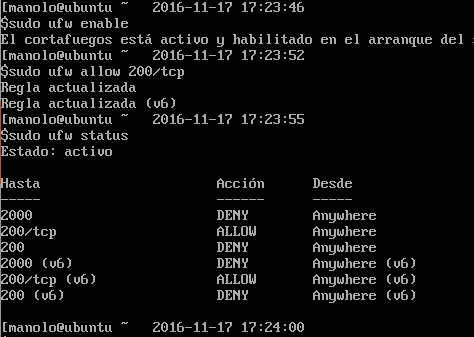 [manolo@ubuntu ~   2016-11-17 17:23:46
$sudo ufw enable
El cortafuegos está activo y habilitado en el arranque del
[manolo@ubuntu ~   2016-11-17 17:23:52
$sudo ufw allow 200/tcp
Regla actualizada
Regla actualizada (v6)
[manolo@ubuntu ~   2016-11-17 17:23:55
$sudo ufw status
Estado: activo
Hasta Acción Desde
----- ------ -----
2000 DENY Anywhere
200/tcp ALLOW Anywhere
200 DENY Anywhere
2000 (v6) DENY Anywhere (v6)
200/tcp (v6) ALLOW Anywhere (v6)
200 (v6) DENY Anywhere (v6)
[manolo@ubuntu ~   2016-11-17 17:24:00